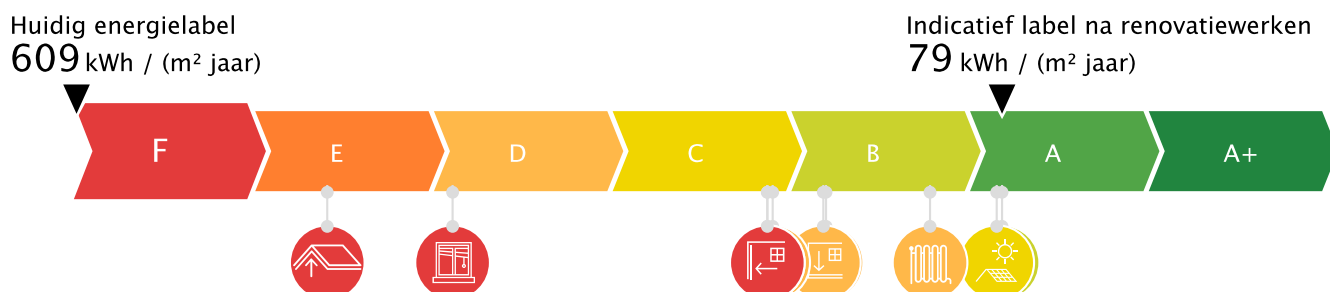 Huidig energielabel
609 kWh / (m² jaar)
Indicatief label na renovatiewerken
79 kWh / (m² jaar)
F E D C B A A+